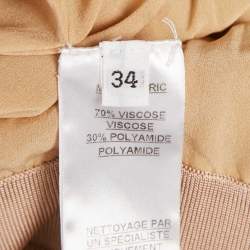 34
70% VISCOSE
VISCOSE
30% POLYAMIDE
POLYAMIDE
NETTOYAGE PAR
UN SPECIALISTE